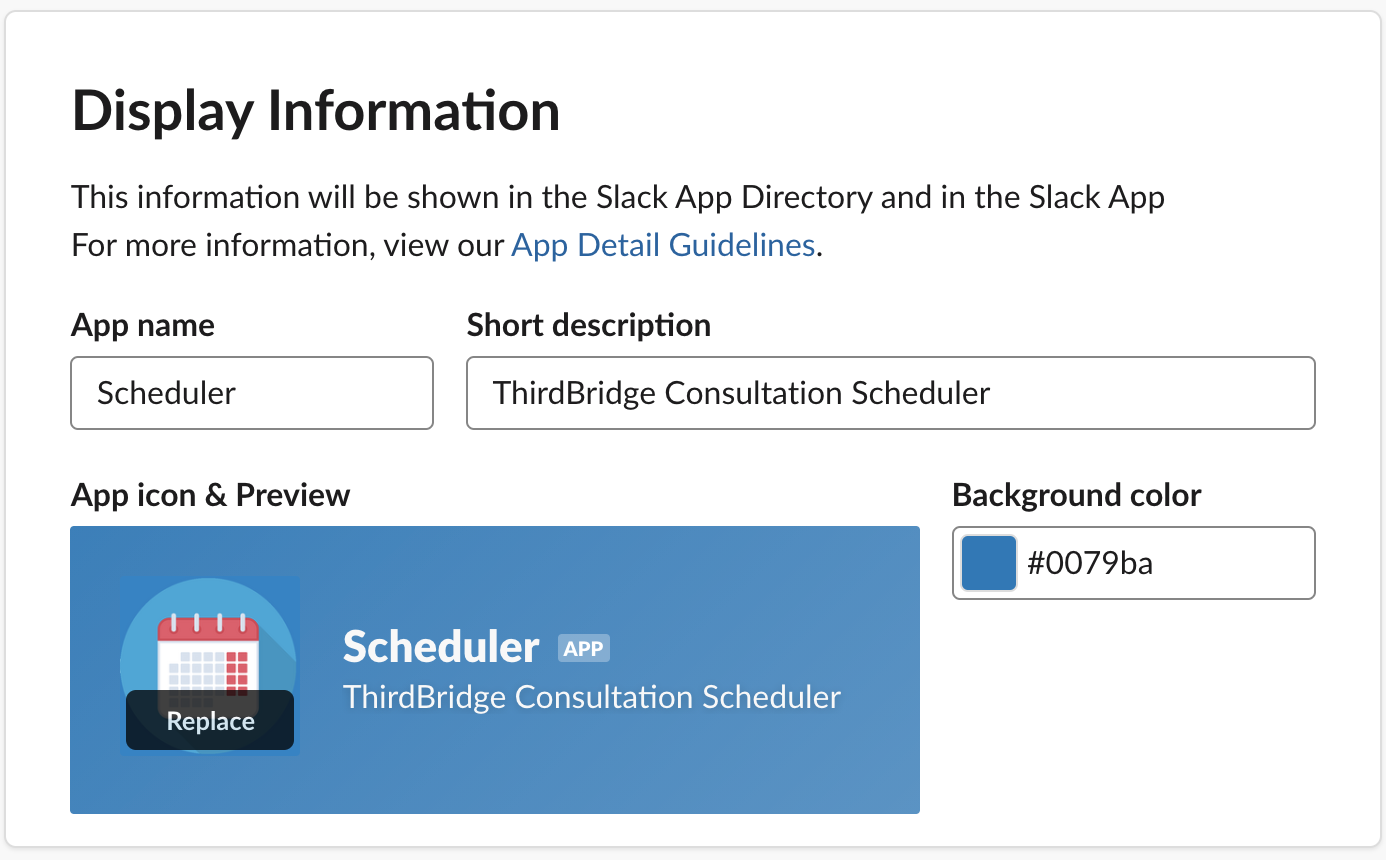 Display Information
This information will be shown in the Slack App Directory and in the Slack App
For more information, view our App Detail Guidelines.
App name
Short description
Scheduler
ThirdBridge Consultation Scheduler
App icon & Preview
Background color
#0079ba
Scheduler APP
ThirdBridge Consultation Scheduler
Replace